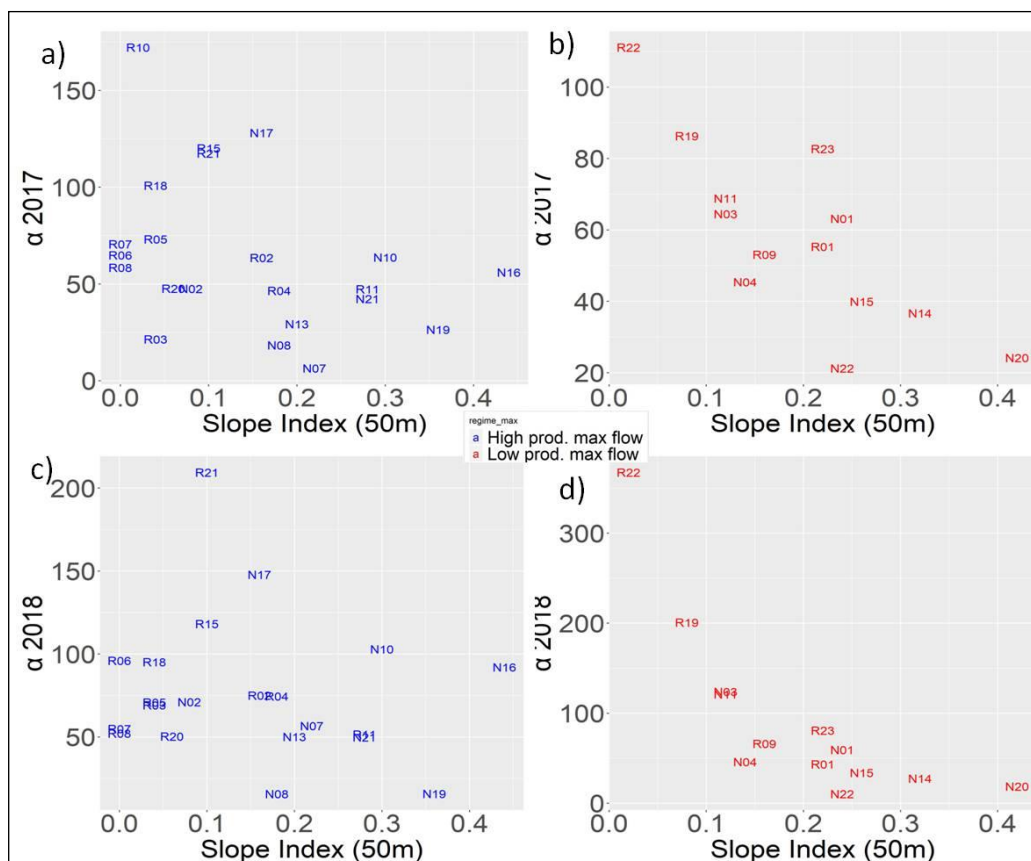 a)
R10
150
N17
R15
R21
100
R18
R05
R07
R06
R08
R02
N10
N16
50
R20
N02
R04
R11
N21
R03
N13
N19
N08
N07
0
α 2017
0.0 0.1 0.2 0.3 0.4
Slope Index (50m)
b)
R22
100
R19
R23
80
N11
N03
N01
60
R01
R09
N04
40
N15
N14
N20
N22
20
α 2017
0.0 0.1 0.2 0.3 0.4
Slope Index (50m)
regime_max
a High prod. max flow
a Low prod. max flow
c)
R21
200
N17
150
R15
N10
100
R06
R18
N16
R02
R04
R05
N02
N07
R07
R20
N13
R11
N21
50
N08
N19
α 2018
0.0 0.1 0.2 0.3 0.4
Slope Index (50m)
d)
R22
300
R19
200
N03
N11
100
R23
R09
N01
N04
R01
N15
N14
N20
N22
0
α 2018
0.0 0.1 0.2 0.3 0.4
Slope Index (50m)